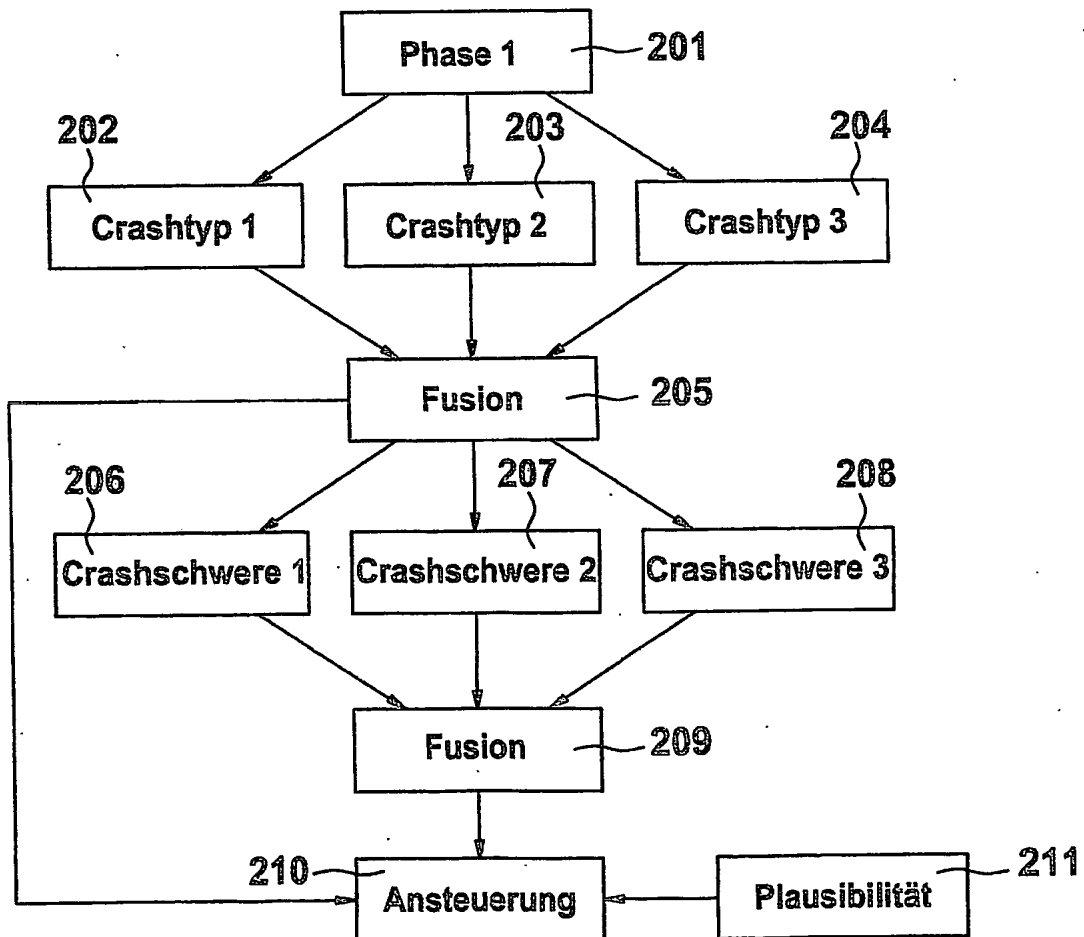 Phase 1
201
202
203
204
Crashtyp 1
Crashtyp 2
Crashtyp 3
Fusion
205
206
207
208
Crashschwere 1
Crashschwere 2
Crashschwere 3
Fusion
209
210
211
Ansteuerung
Plausibilität